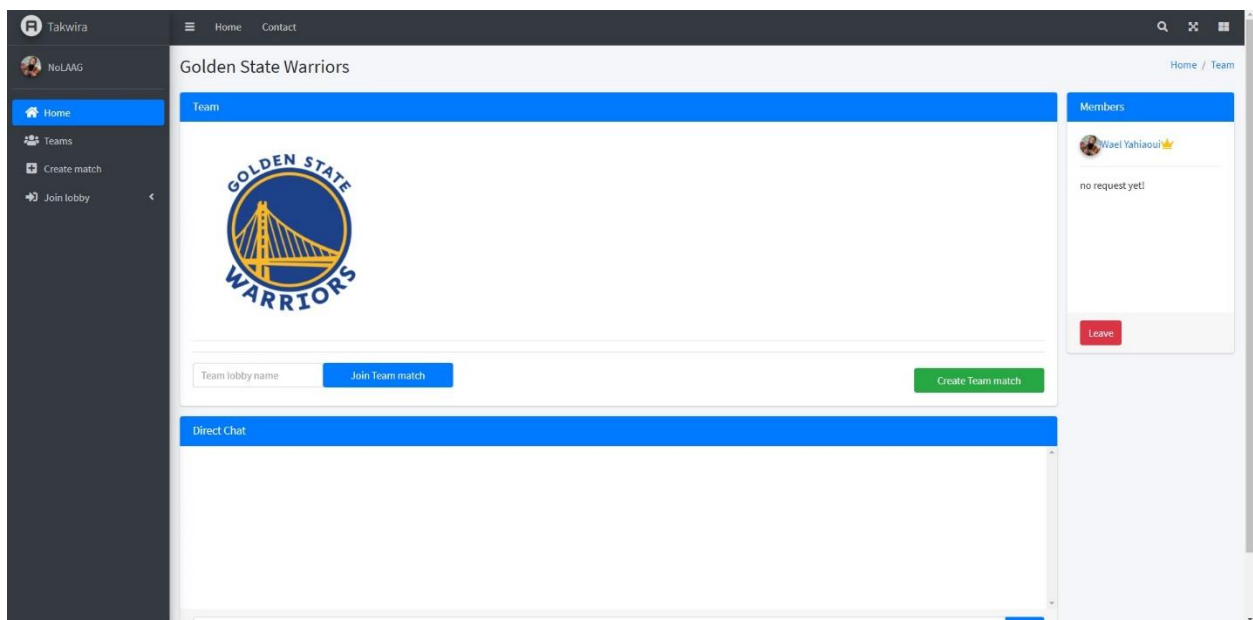 Takwira
Home Contact
NoLAAG
Home
Teams
Create match
Join lobby
Golden State Warriors
Home / Team
Team
GOLDEN STATE
WARRIORS
Team lobby name
Join Team match
Create Team match
Members
Wael Yahiaoui
no request yet!
Leave
Direct Chat